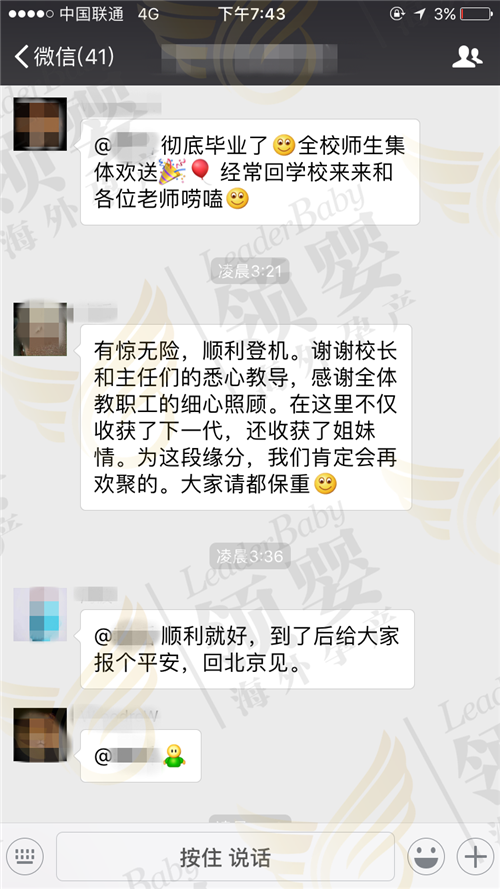 中国联通 4G 下午7:43 3%
微信(41)
@ 彻底毕业了 全校师生集
体欢送 经常回学校来来和
各位老师唠嗑
凌晨3:21
有惊无险，顺利登机。谢谢校长
和主任们的悉心教导，感谢全体
教职工的细心照顾。在这里不仅
收获了下一代，还收获了姐妹
情。为这段缘分，我们肯定会再
欢聚的。大家请都保重
凌晨3:36
@ 顺利就好，到了后给大家
报个平安，回北京见。
@
按住 说话
LeaderBaby
领婴
海外孕产